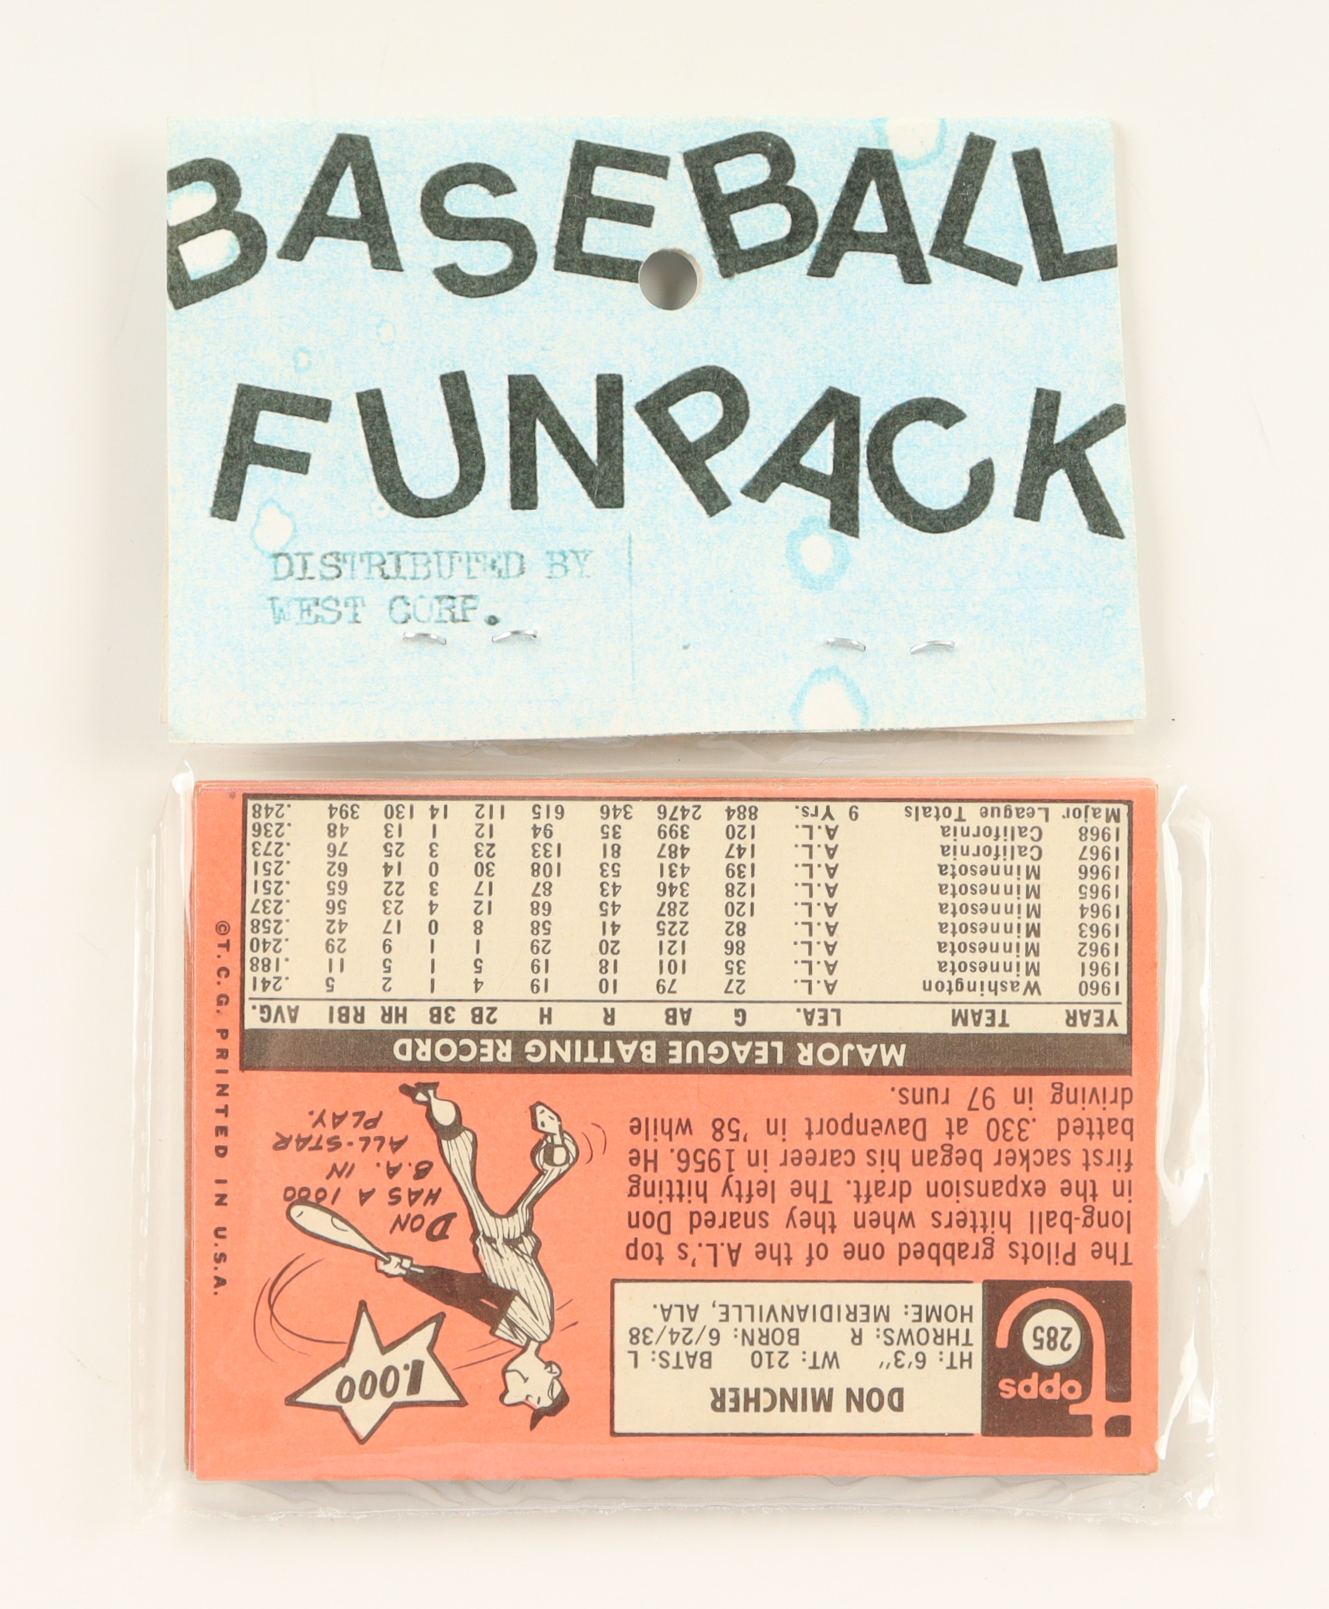 BASEBALL
FUNPACK
DISTRIBUTED BY
WEST CORP.
topps
285
DON MINCHER
HT: 6'3" WT: 210 BATS: L
THROWS: R BORN: 6/24/38
HOME: MERIDIANVILLE, ALA.
The Pilots grabbed one of the A.L.'s top
long-ball hitters when they snared Don
in the expansion draft. The lefty hitting
first sacker began his career in 1956. He
batted .330 at Davenport in '58 while
driving in 97 runs.
1.000
DON
HAS A 1000
B.A. IN
ALL-STAR
PLAY.
MAJOR LEAGUE BATTING RECORD
YEAR TEAM LEA. G AB R H 2B 3B HR RBI AVG.
1960 Washington A.L. 27 79 10 19 4 1 2 5 .241
1961 Minnesota A.L. 35 101 18 19 5 1 5 11 .188
1962 Minnesota A.L. 86 121 20 29 1 1 9 29 .240
1963 Minnesota A.L. 82 225 41 58 8 0 17 42 .258
1964 Minnesota A.L. 120 287 45 68 12 4 23 56 .237
1965 Minnesota A.L. 128 346 43 87 17 3 22 65 .251
1966 Minnesota A.L. 139 431 53 108 30 0 14 62 .251
1967 California A.L. 147 487 81 133 23 3 25 76 .273
1968 California A.L. 120 399 35 94 12 1 13 48 .236
Major League Totals 9 Yrs. 884 2476 346 615 112 14 130 394 .248
©T.C.G. PRINTED IN U.S.A.